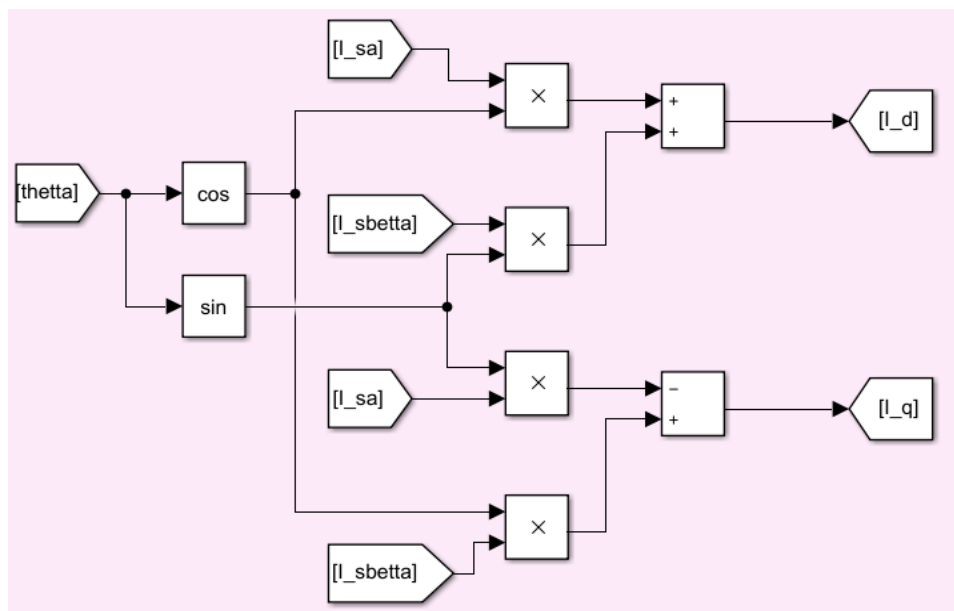 [I_sa]
×
+
+
[I_d]
[thetta]
cos
[I_sbetta]
×
sin
[I_sa]
×
−
+
[I_q]
×
[I_sbetta]